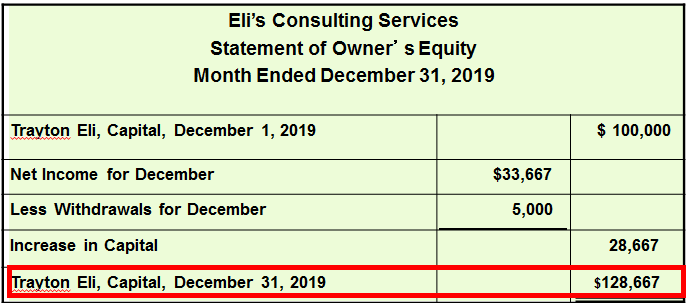 Eli’s Consulting Services
Statement of Owner’ s Equity
Month Ended December 31, 2019
Trayton Eli, Capital, December 1, 2019 $ 100,000
Net Income for December $33,667
Less Withdrawals for December 5,000
Increase in Capital 28,667
Trayton Eli, Capital, December 31, 2019 $128,667